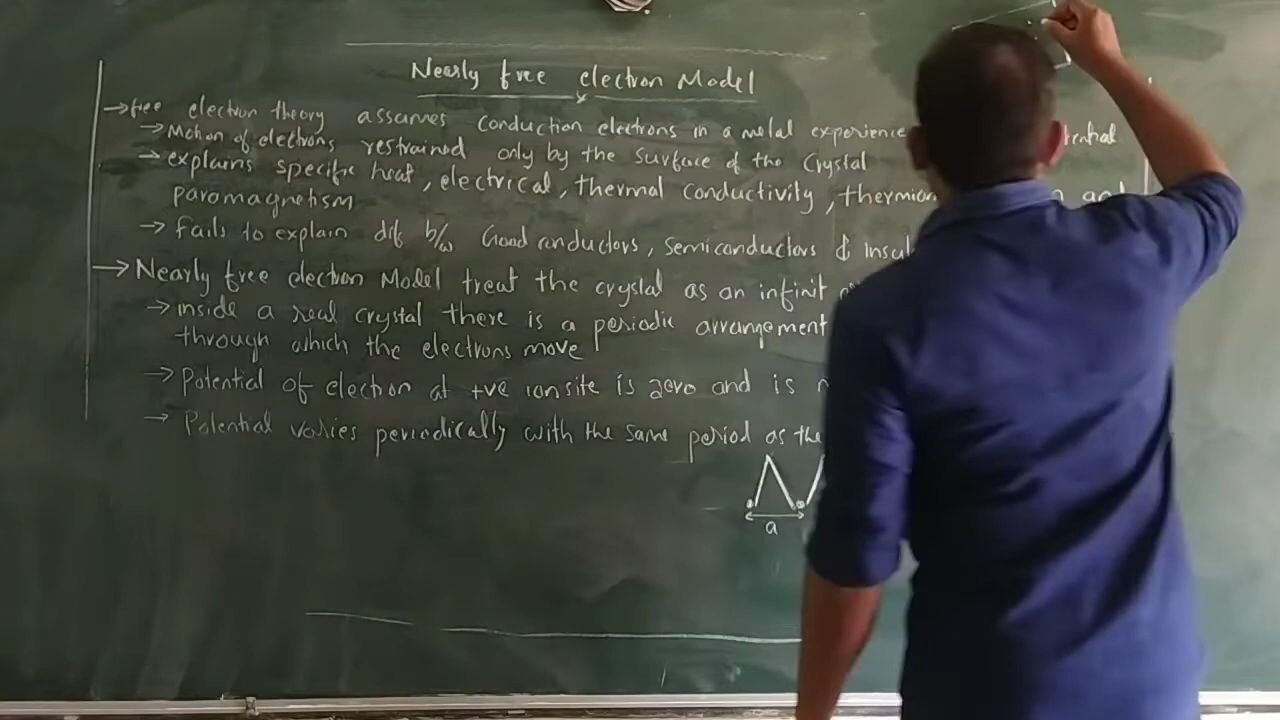 Nearly free electron Model
→ free electron theory assumes conduction electrons in a metal experience
→ Motion of electrons restrained only by the surface of the crystal
→ explains specific heat, electrical, thermal conductivity, and
paromagnetism
→ Fails to explain dif b/w Good conductors, semiconductors &
→ Nearly free electron Model treat the crystal as an infinit
→ inside a real crystal there is a periodic arrangement
through which the electrons move
→ Potential of electron at +ve ion site is zero and is
→ Potential varies periodically with the same period as the
a